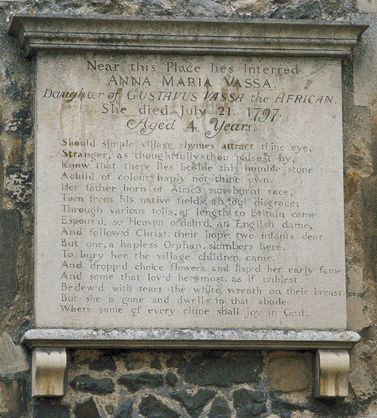 Near this Place lies Interred
ANNA MARIA VASSA
Daughter of GUSTAVUS VASSA the AFRICAN.
She died July 21. 1797.
Aged 4 Years.
Should simple village rhymes attract thine eye,
Stranger, as thoughtfully thou passest by,
Know that there lies beside this humble stone
A child of colour haply not thine own.
Her father born of Afric's sun-burnt race,
Torn from his native fields, ah foul disgrace;
Through various toils, at length to Britain came
Espous'd, so Heaven ordain'd, an English dame,
And follow'd Christ; their hope two infants dear.
But one, a hapless Orphan, slumbers here.
To bury her the village children came,
And dropp'd choice flowers, and lisp'd her early fame;
And some that lov'd her most, as if unblest,
Bedew'd with tears the white wreath on their breast;
But she is gone and dwells in that abode
Where some of every clime shall joy in God.